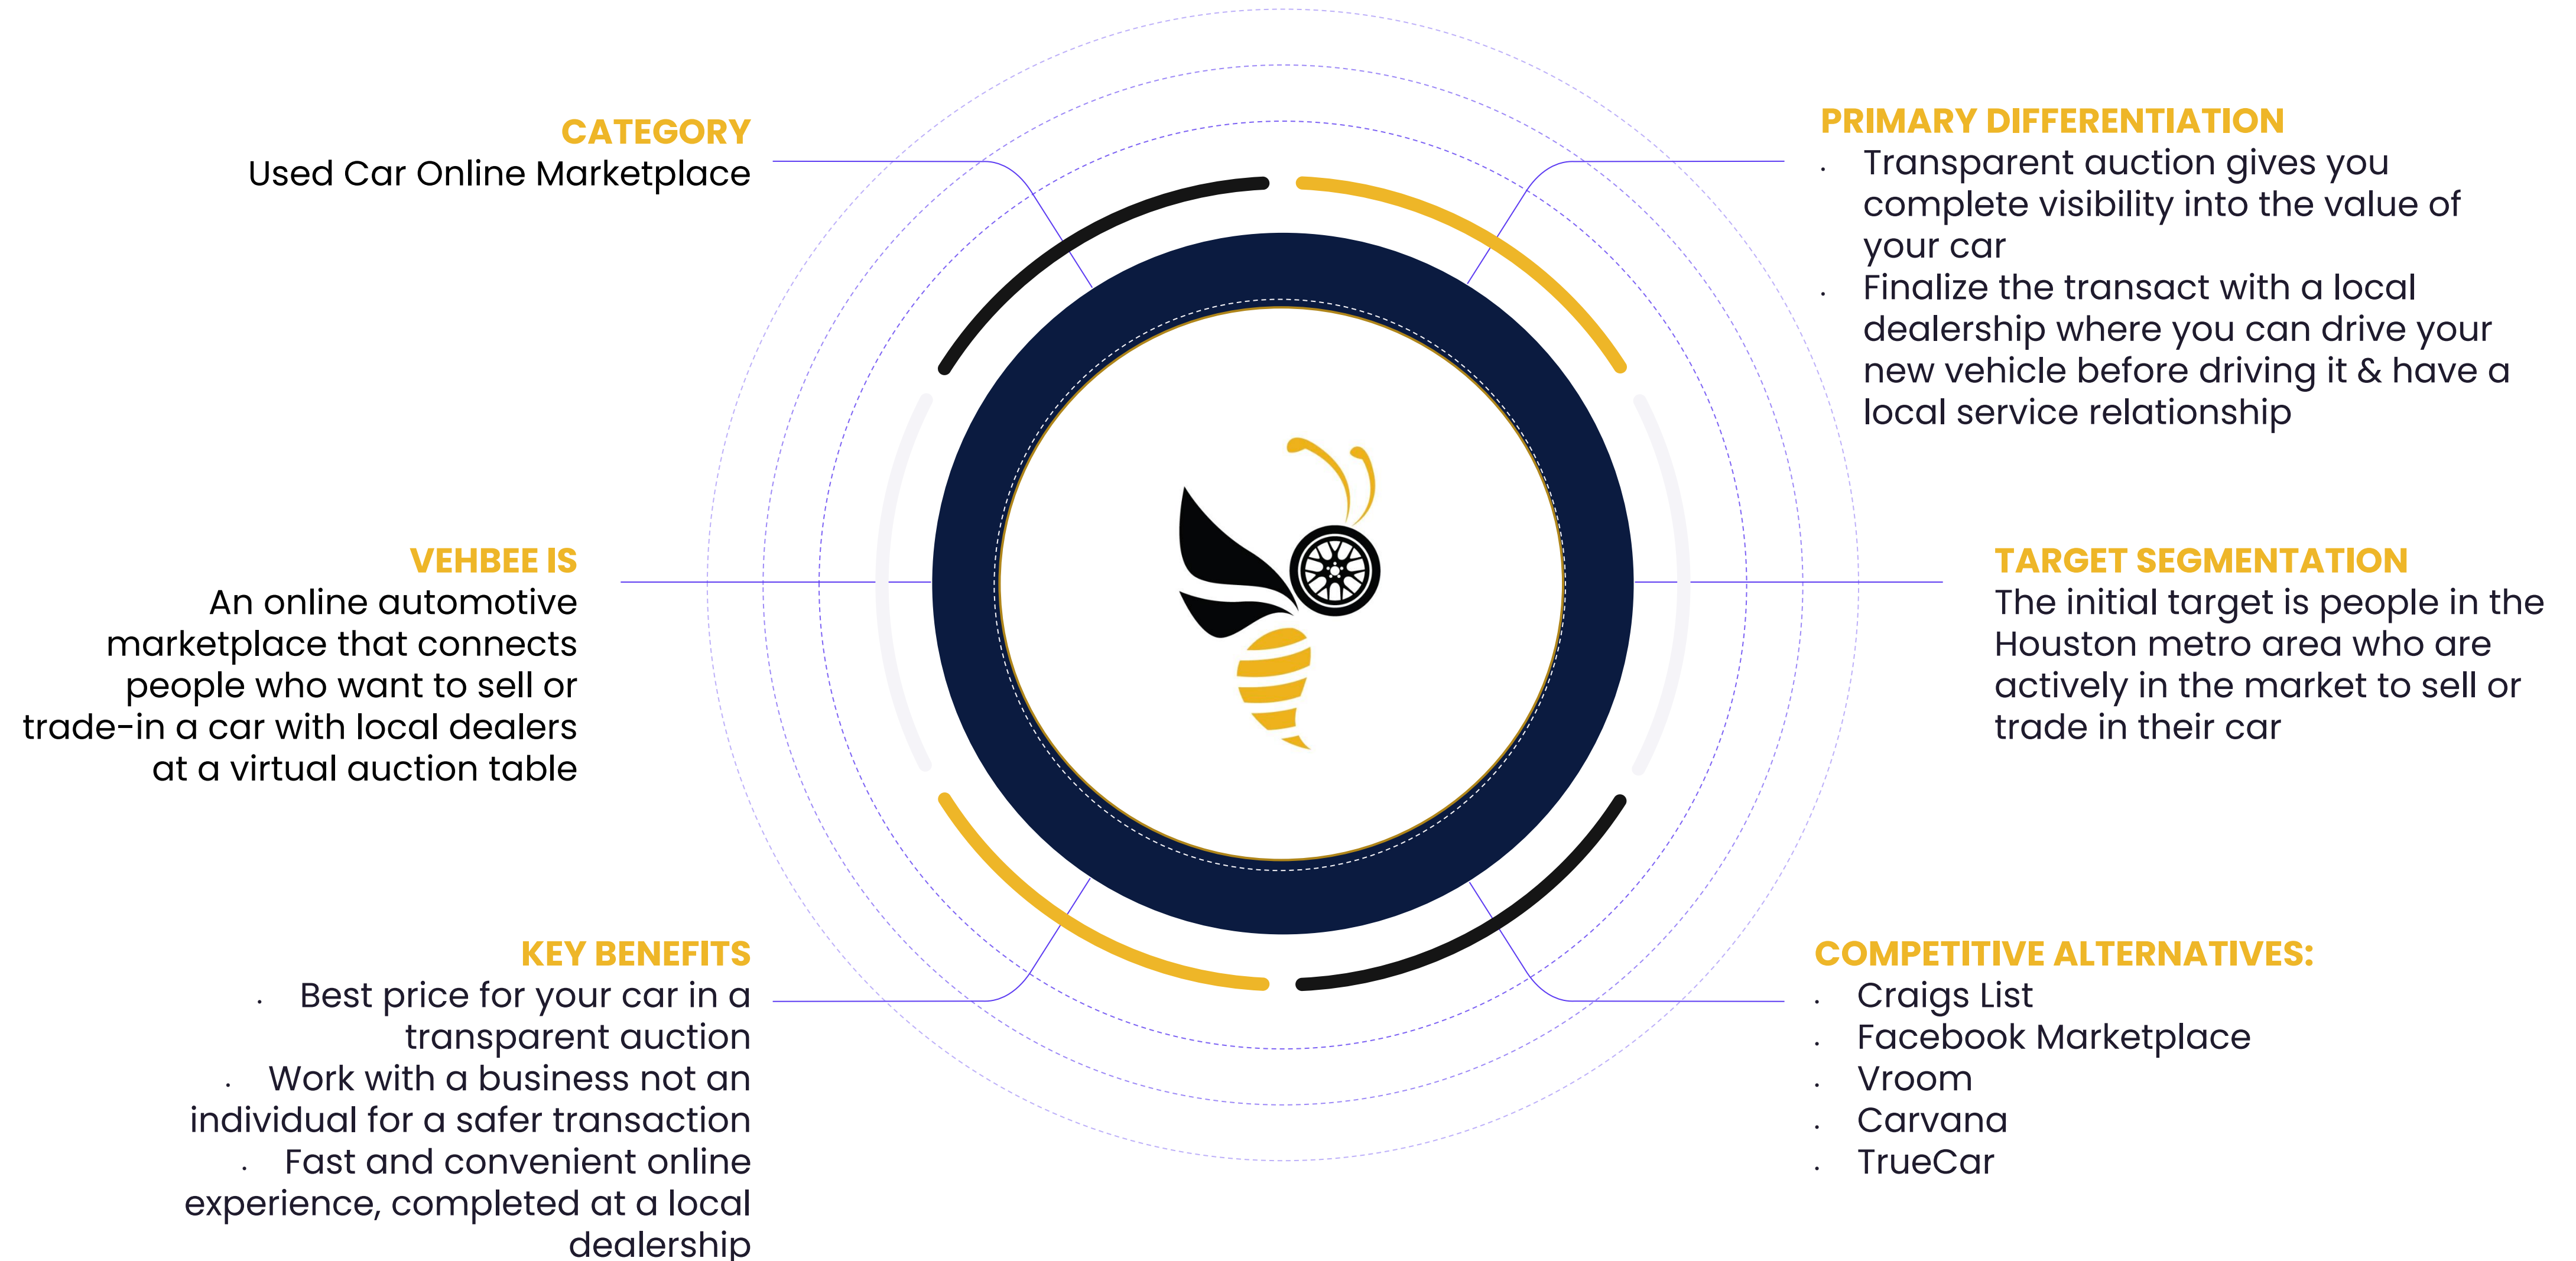 CATEGORY
Used Car Online Marketplace
VEHBEE IS
An online automotive
marketplace that connects
people who want to sell or
trade-in a car with local dealers
at a virtual auction table
KEY BENEFITS
· Best price for your car in a
transparent auction
· Work with a business not an
individual for a safer transaction
· Fast and convenient online
experience, completed at a local
dealership
PRIMARY DIFFERENTIATION
· Transparent auction gives you
complete visibility into the value of
your car
· Finalize the transact with a local
dealership where you can drive your
new vehicle before driving it & have a
local service relationship
TARGET SEGMENTATION
The initial target is people in the
Houston metro area who are
actively in the market to sell or
trade in their car
COMPETITIVE ALTERNATIVES:
· Craigs List
· Facebook Marketplace
· Vroom
· Carvana
· TrueCar